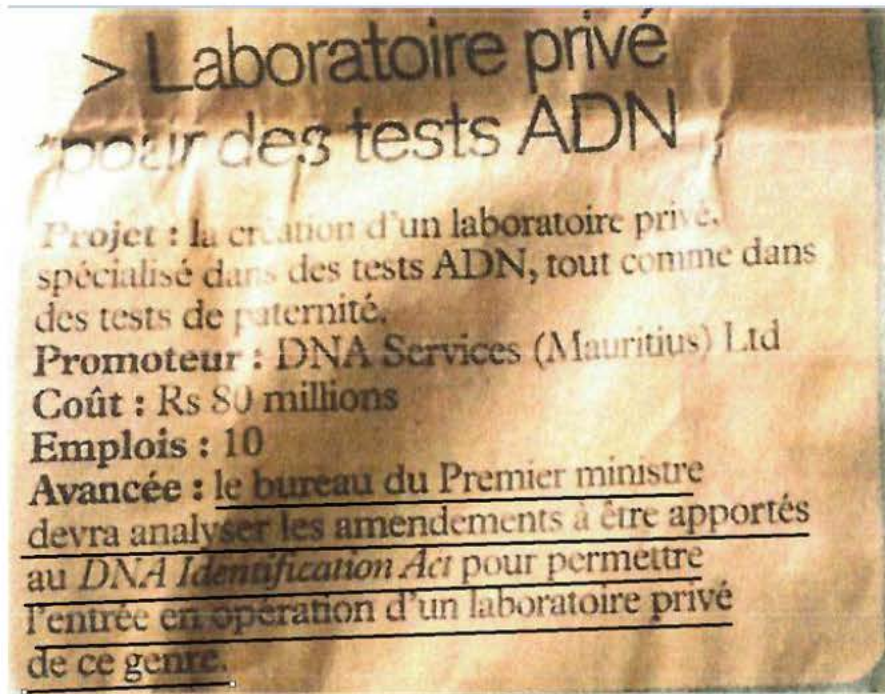 > Laboratoire privé
pour des tests ADN
Projet : la création d'un laboratoire privé,
spécialisé dans des tests ADN, tout comme dans
des tests de paternité.
Promoteur : DNA Services (Mauritius) Ltd
Coût : Rs 80 millions
Emplois : 10
Avancée : le bureau du Premier ministre
devra analyser les amendements à être apportés
au DNA Identification Act pour permettre
l'entrée en opération d'un laboratoire privé
de ce genre.